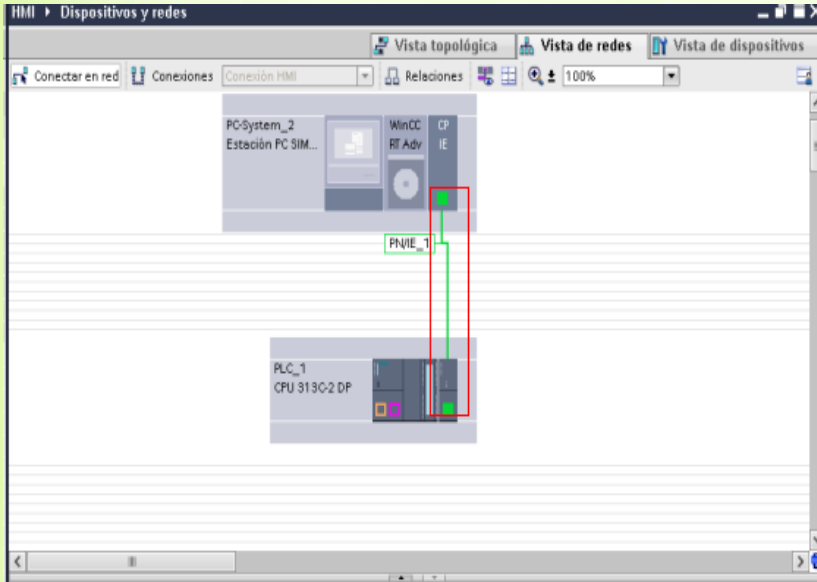 HMI ▸ Dispositivos y redes
Vista topológica Vista de redes Vista de dispositivos
Conectar en red Conexiones Conexión HMI Relaciones 100%
PC-System_2 WinCC CP
Estación PC SIM... RT Adv IE
PN/IE_1
PLC_1
CPU 313C-2 DP